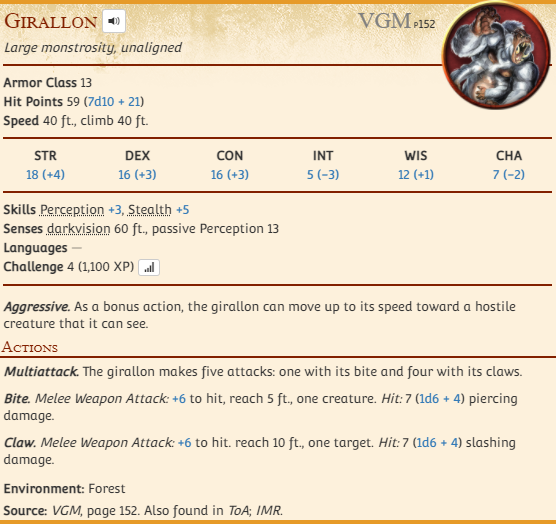 Girallon VGM p152
Large monstrosity, unaligned
Armor Class 13
Hit Points 59 (7d10 + 21)
Speed 40 ft., climb 40 ft.
STR DEX CON INT WIS CHA
18 (+4) 16 (+3) 16 (+3) 5 (−3) 12 (+1) 7 (−2)
Skills Perception +3, Stealth +5
Senses darkvision 60 ft., passive Perception 13
Languages —
Challenge 4 (1,100 XP)
Aggressive. As a bonus action, the girallon can move up to its speed toward a hostile
creature that it can see.
Actions
Multiattack. The girallon makes five attacks: one with its bite and four with its claws.
Bite. Melee Weapon Attack: +6 to hit, reach 5 ft., one creature. Hit: 7 (1d6 + 4) piercing
damage.
Claw. Melee Weapon Attack: +6 to hit. reach 10 ft., one target. Hit: 7 (1d6 + 4) slashing
damage.
Environment: Forest
Source: VGM, page 152. Also found in ToA; IMR.